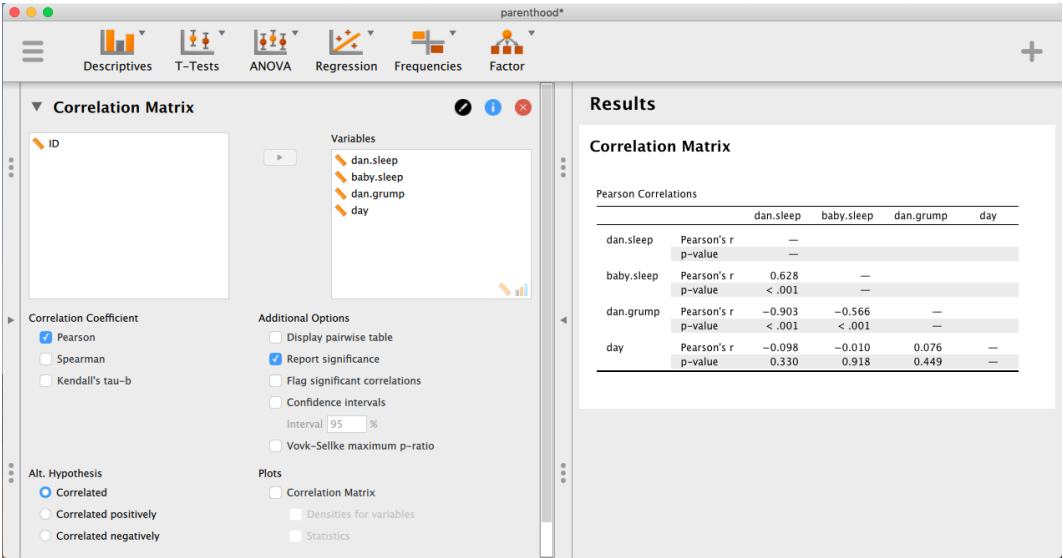 parenthood*
Descriptives T-Tests ANOVA Regression Frequencies Factor
Correlation Matrix
ID
Variables
dan.sleep
baby.sleep
dan.grump
day
Correlation Coefficient
Pearson
Spearman
Kendall's tau-b
Additional Options
Display pairwise table
Report significance
Flag significant correlations
Confidence intervals
Interval 95 %
Vovk-Sellke maximum p-ratio
Alt. Hypothesis
Correlated
Correlated positively
Correlated negatively
Plots
Correlation Matrix
Densities for variables
Statistics
Results
Correlation Matrix
Pearson Correlations
dan.sleep baby.sleep dan.grump day
dan.sleep Pearson's r —
p-value —
baby.sleep Pearson's r 0.628 —
p-value < .001 —
dan.grump Pearson's r −0.903 −0.566 —
p-value < .001 < .001 —
day Pearson's r −0.098 −0.010 0.076 —
p-value 0.330 0.918 0.449 —